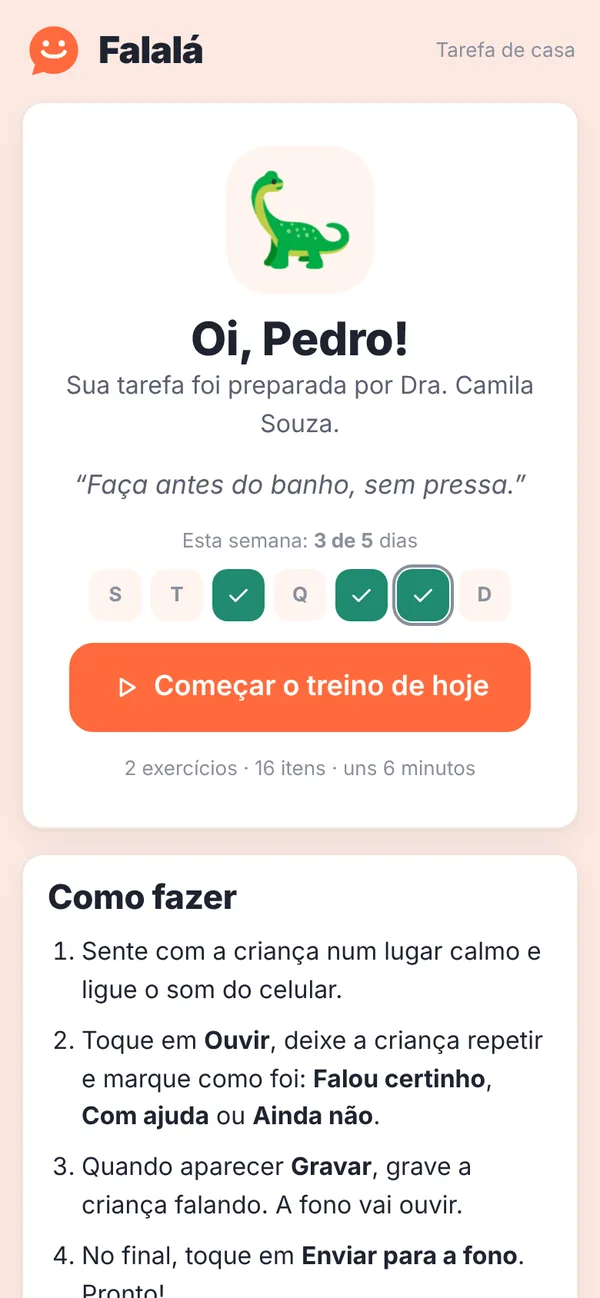 Falalá
Tarefa de casa
Oi, Pedro!
Sua tarefa foi preparada por Dra. Camila
Souza.
“Faça antes do banho, sem pressa.”
Esta semana: 3 de 5 dias
S T Q D
Começar o treino de hoje
2 exercícios · 16 itens · uns 6 minutos
Como fazer
1. Sente com a criança num lugar calmo e
ligue o som do celular.
2. Toque em Ouvir, deixe a criança repetir
e marque como foi: Falou certinho,
Com ajuda ou Ainda não.
3. Quando aparecer Gravar, grave a
criança falando. A fono vai ouvir.
4. No final, toque em Enviar para a fono.
Pronto!